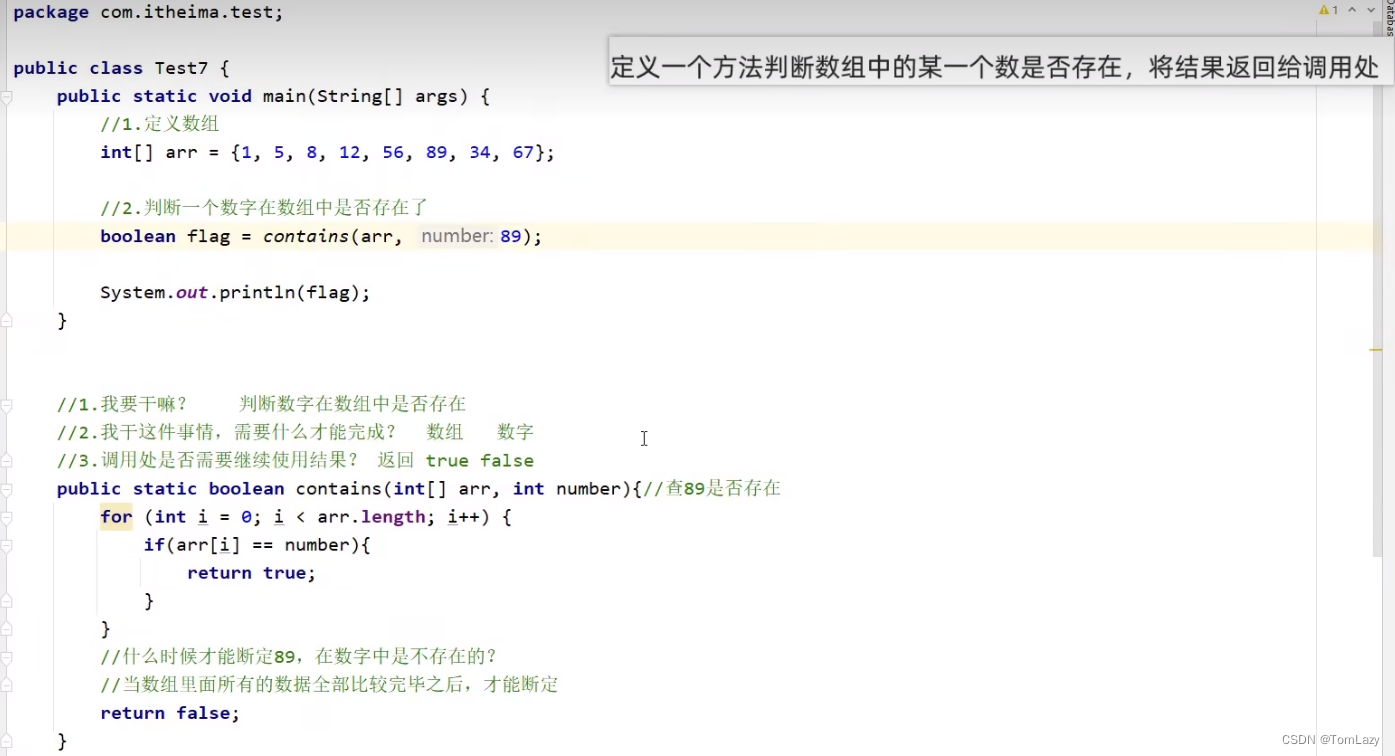 package com.itheima.test;
1
Databas
public class Test7 {
定义一个方法判断数组中的某一个数是否存在，将结果返回给调用处
public static void main(String[] args) {
//1.定义数组
int[] arr = {1, 5, 8, 12, 56, 89, 34, 67};
//2.判断一个数字在数组中是否存在了
boolean flag = contains(arr, number: 89);
System.out.println(flag);
}
//1.我要干嘛？ 判断数字在数组中是否存在
//2.我干这件事情，需要什么才能完成？ 数组 数字
//3.调用处是否需要继续使用结果？ 返回 true false
public static boolean contains(int[] arr, int number){//查89是否存在
for (int i = 0; i < arr.length; i++) {
if(arr[i] == number){
return true;
}
}
//什么时候才能断定89，在数字中是不存在的？
//当数组里面所有的数据全部比较完毕之后，才能断定
return false;
}
CSDN @TomLazy